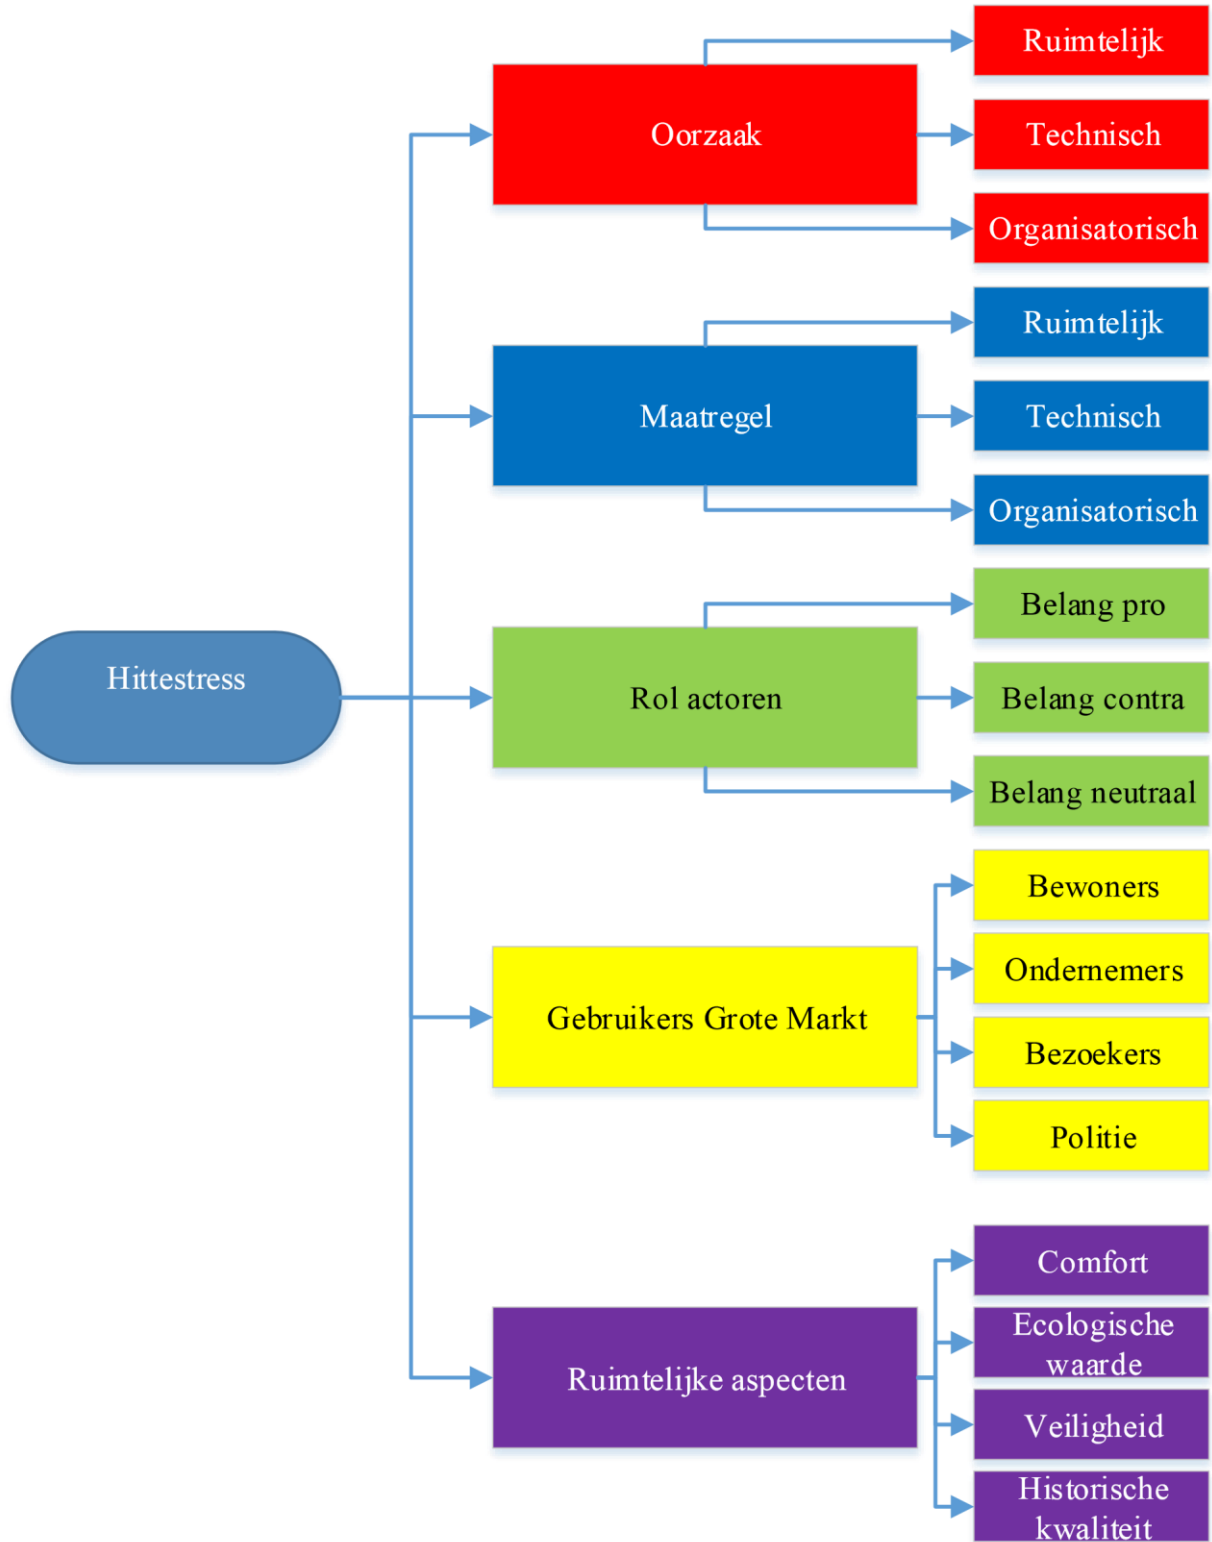 Hittestress
Oorzaak
Ruimtelijk
Technisch
Organisatorisch
Maatregel
Ruimtelijk
Technisch
Organisatorisch
Rol actoren
Belang pro
Belang contra
Belang neutraal
Gebruikers Grote Markt
Bewoners
Ondernemers
Bezoekers
Politie
Ruimtelijke aspecten
Comfort
Ecologische
waarde
Veiligheid
Historische
kwaliteit